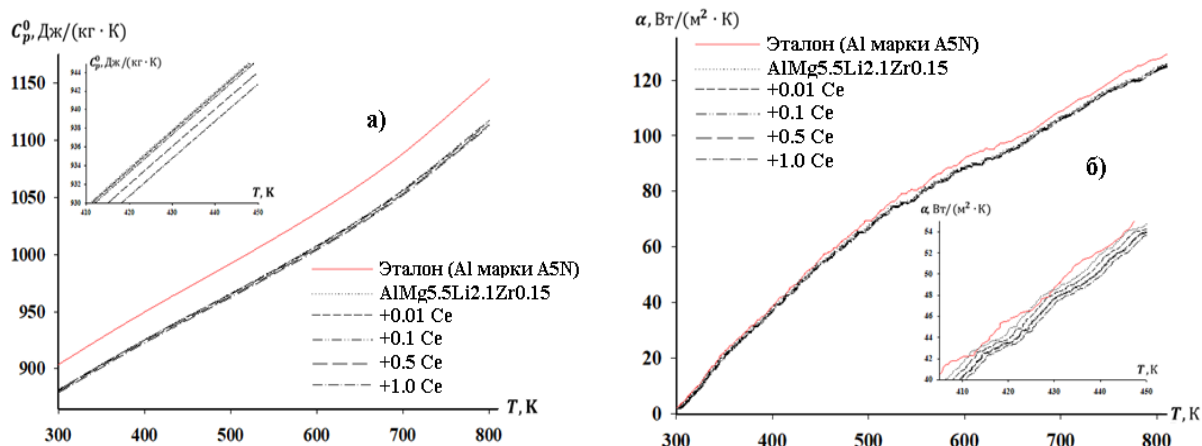 C_p^0, Дж/(кг · К)
1150
1100
1050
1000
950
900
300 400 500 600 700 800
T, К
C_p^0, Дж/(кг · К)
944
942
940
938
936
934
932
930
410 420 430 440 450
T, К
а)
Эталон (Al марки A5N)
AlMg5.5Li2.1Zr0.15
+0.01 Ce
+0.1 Ce
+0.5 Ce
+1.0 Ce
α, Вт/(м² · К)
120
100
80
60
40
20
0
300 400 500 600 700 800
T, К
Эталон (Al марки A5N)
AlMg5.5Li2.1Zr0.15
+0.01 Ce
+0.1 Ce
+0.5 Ce
+1.0 Ce
б)
α, Вт/(м² · К)
54
52
50
48
46
44
42
40
410 420 430 440 450
T, К